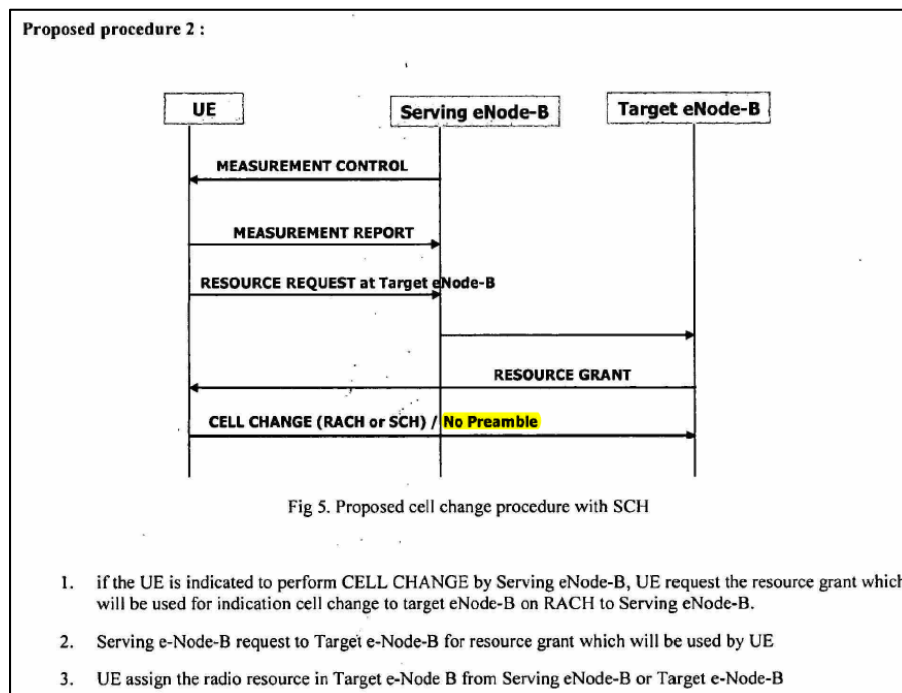 Proposed procedure 2 :
UE
Serving eNode-B
Target eNode-B
MEASUREMENT CONTROL
MEASUREMENT REPORT
RESOURCE REQUEST at Target eNode-B
RESOURCE GRANT
CELL CHANGE (RACH or SCH) / No Preamble
Fig 5. Proposed cell change procedure with SCH
1. if the UE is indicated to perform CELL CHANGE by Serving eNode-B, UE request the resource grant which
will be used for indication cell change to target eNode-B on RACH to Serving eNode-B.
2. Serving e-Node-B request to Target e-Node-B for resource grant which will be used by UE
3. UE assign the radio resource in Target e-Node B from Serving eNode-B or Target e-Node-B